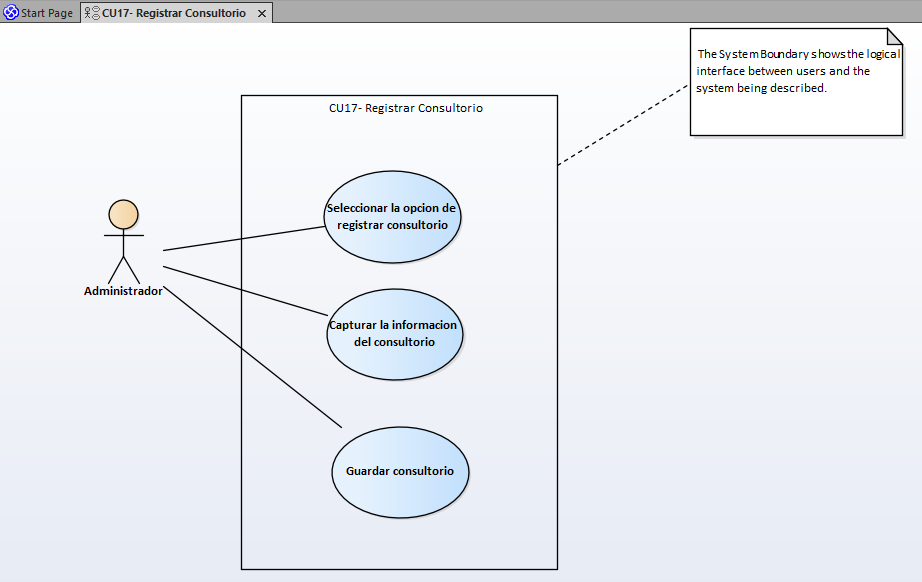 Start Page
CU17- Registrar Consultorio
The System Boundary shows the logical
interface between users and the
system being described.
CU17- Registrar Consultorio
Seleccionar la opcion de
registrar consultorio
Administrador
Capturar la informacion
del consultorio
Guardar consultorio